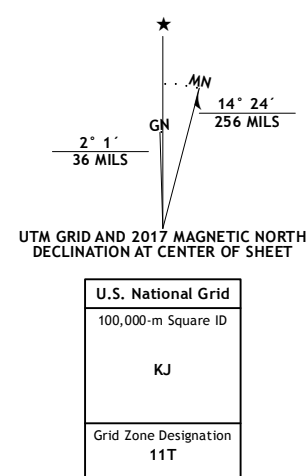 ★
MN
GN
14° 24´
256 MILS
2° 1´
36 MILS
UTM GRID AND 2017 MAGNETIC NORTH
DECLINATION AT CENTER OF SHEET
U.S. National Grid
100,000-m Square ID
KJ
Grid Zone Designation
11T